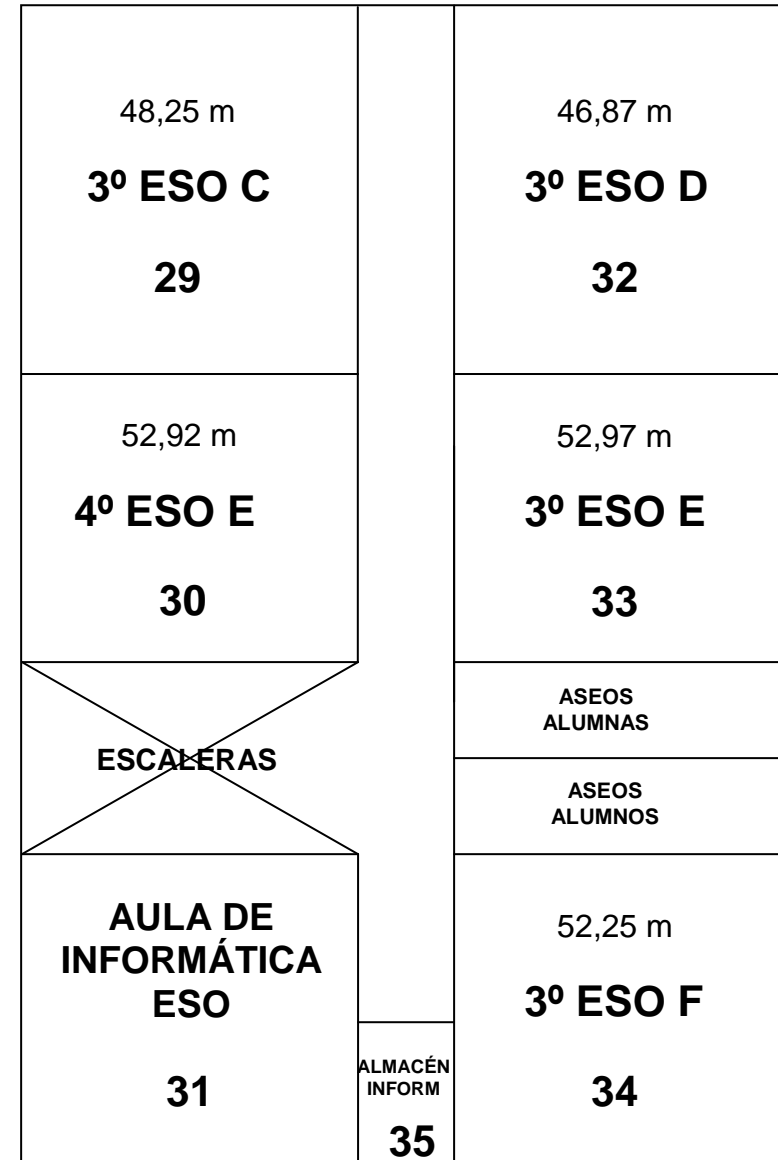 48,25 m
3º ESO C
29
46,87 m
3º ESO D
32
52,92 m
4º ESO E
30
52,97 m
3º ESO E
33
ESCALERAS
ASEOS
ALUMNAS
ASEOS
ALUMNOS
AULA DE
INFORMÁTICA
ESO
31
ALMACÉN
INFORM
35
52,25 m
3º ESO F
34